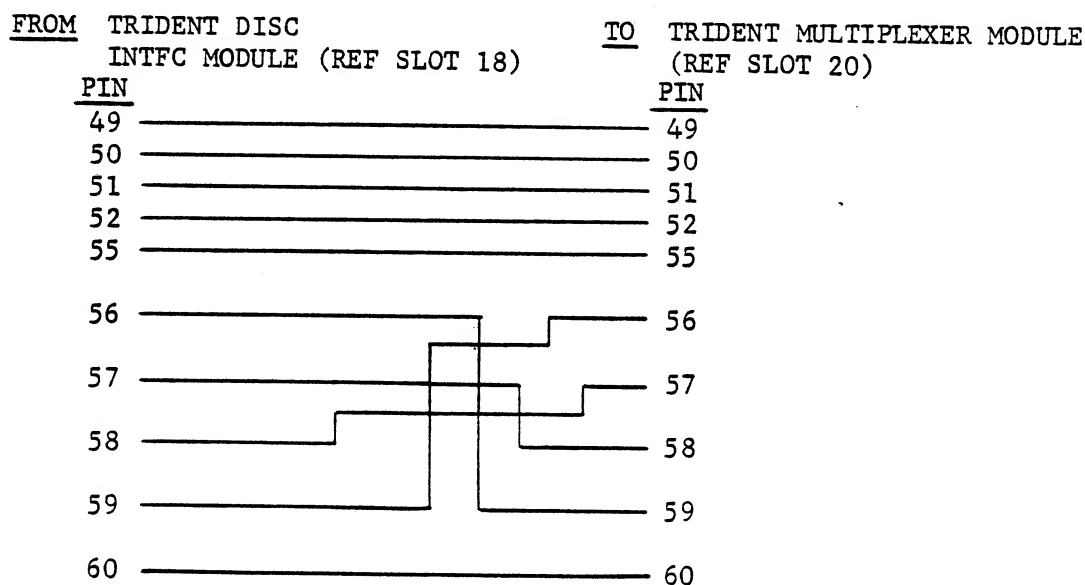 FROM TRIDENT DISC
INTFC MODULE (REF SLOT 18)
TO TRIDENT MULTIPLEXER MODULE
(REF SLOT 20)
PIN PIN
49 49
50 50
51 51
52 52
55 55
56 56
57 57
58 58
59 59
60 60